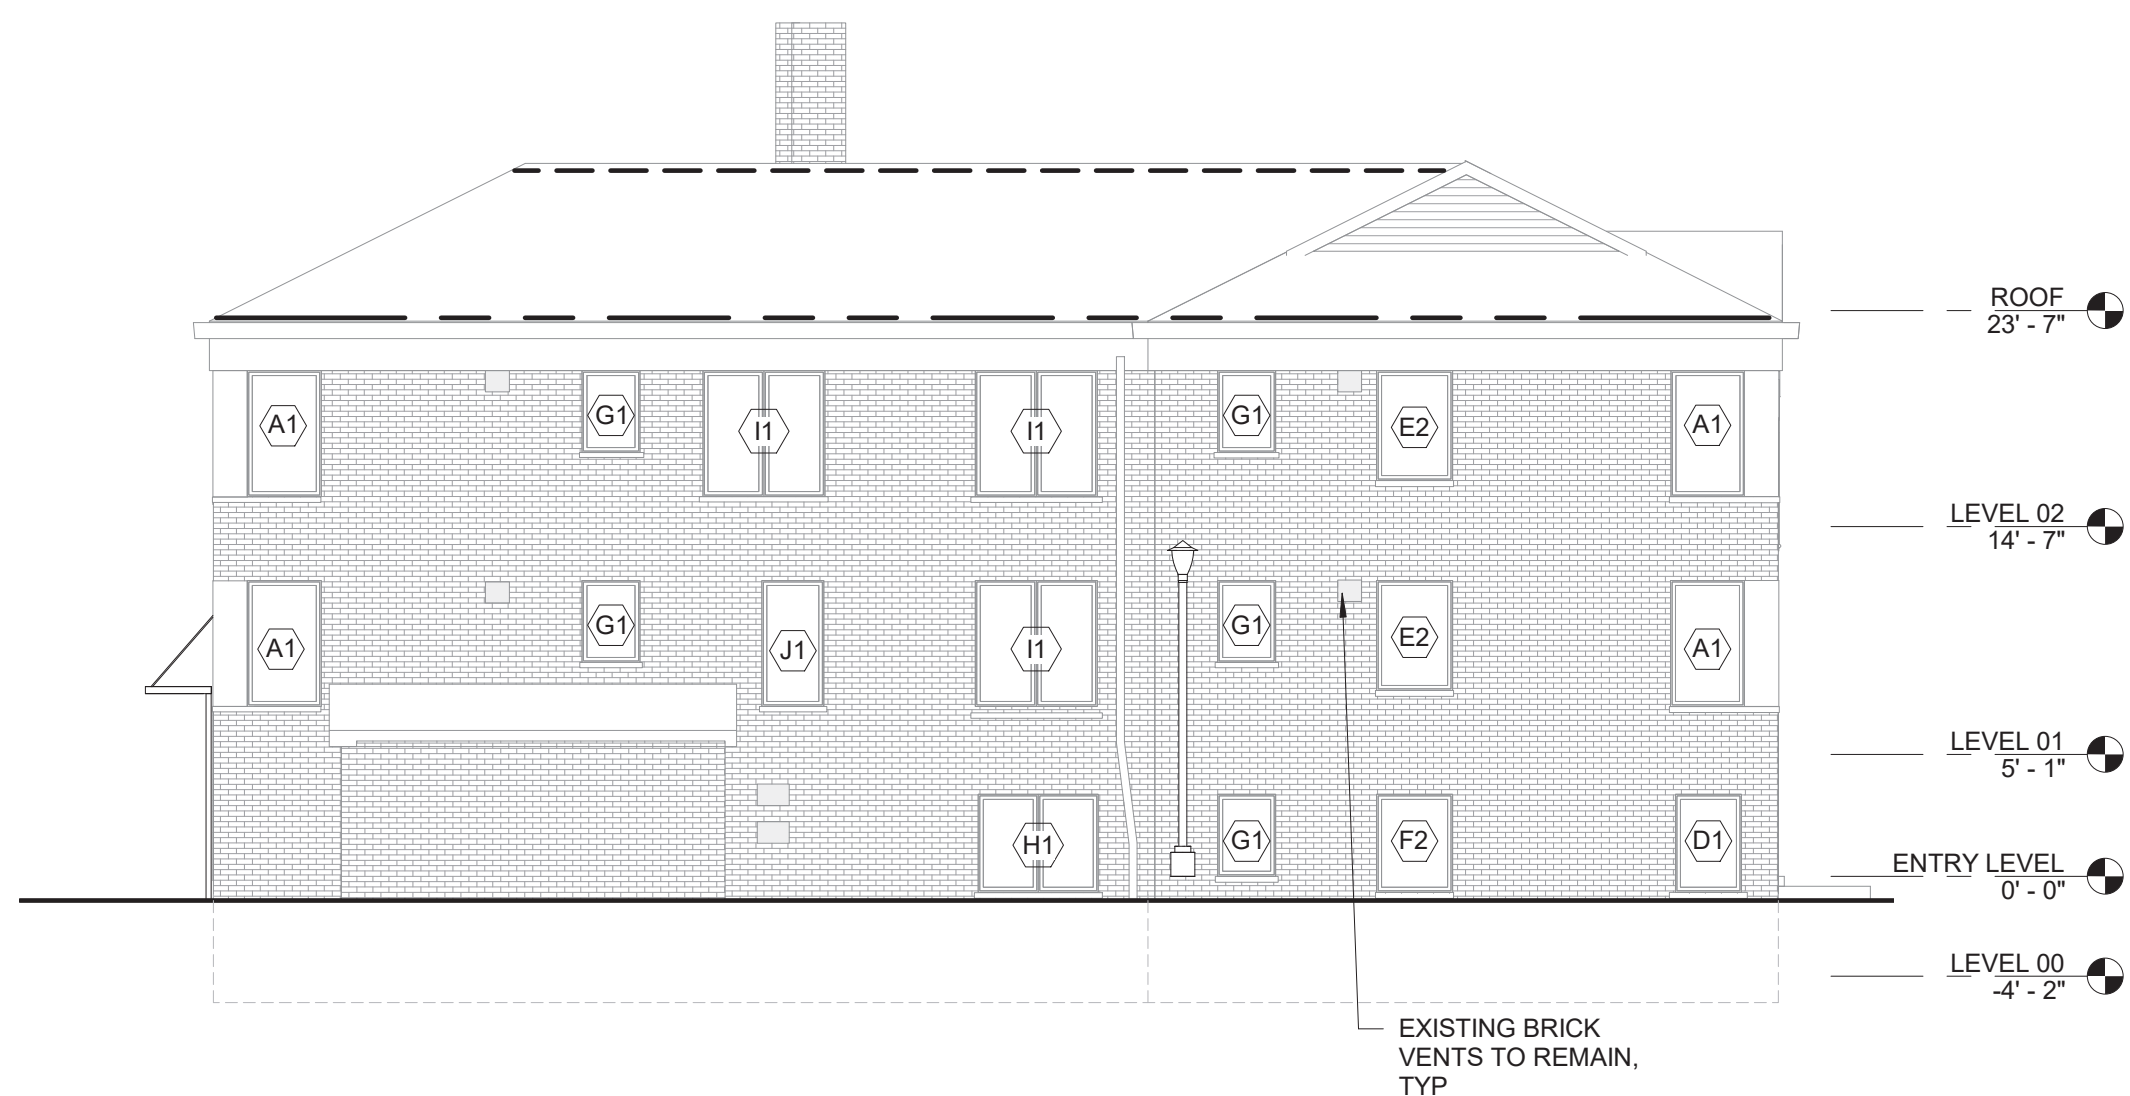 ROOF
23' - 7"
A1
G1
I1
I1
G1
E2
A1
LEVEL 02
14' - 7"
A1
G1
J1
I1
G1
E2
A1
LEVEL 01
5' - 1"
H1
G1
F2
D1
ENTRY LEVEL
0' - 0"
LEVEL 00
-4' - 2"
EXISTING BRICK
VENTS TO REMAIN,
TYP